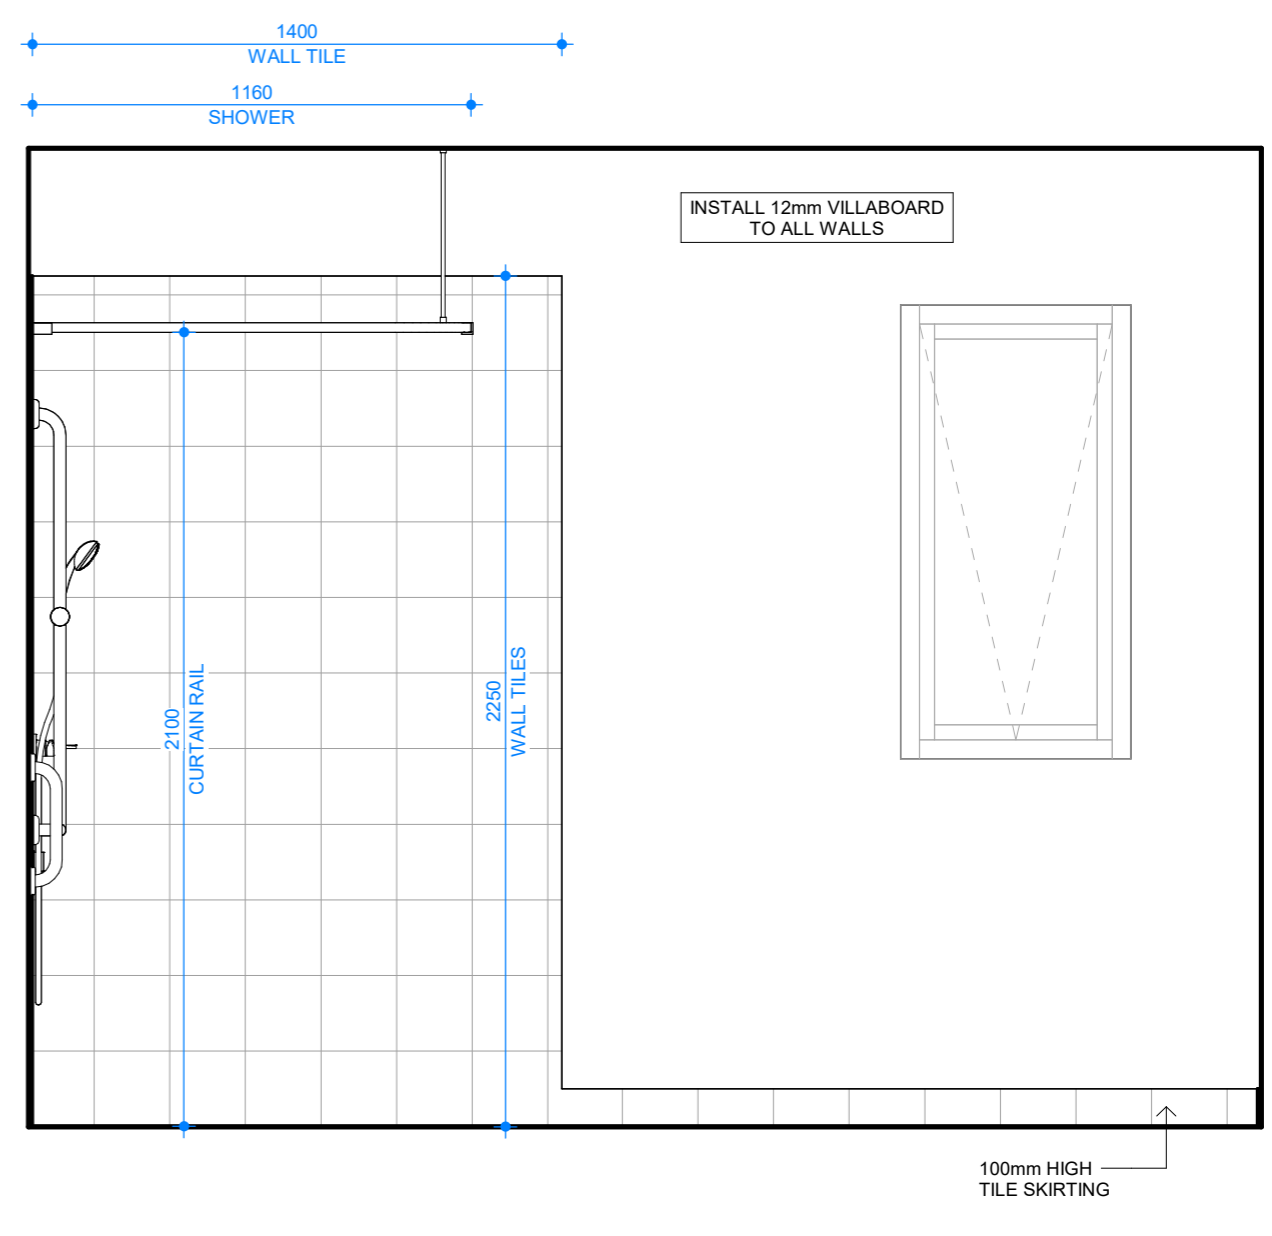 1400
WALL TILE
1160
SHOWER
INSTALL 12mm VILLABOARD
TO ALL WALLS
2100
CURTAIN RAIL
2250
WALL TILES
100mm HIGH
TILE SKIRTING